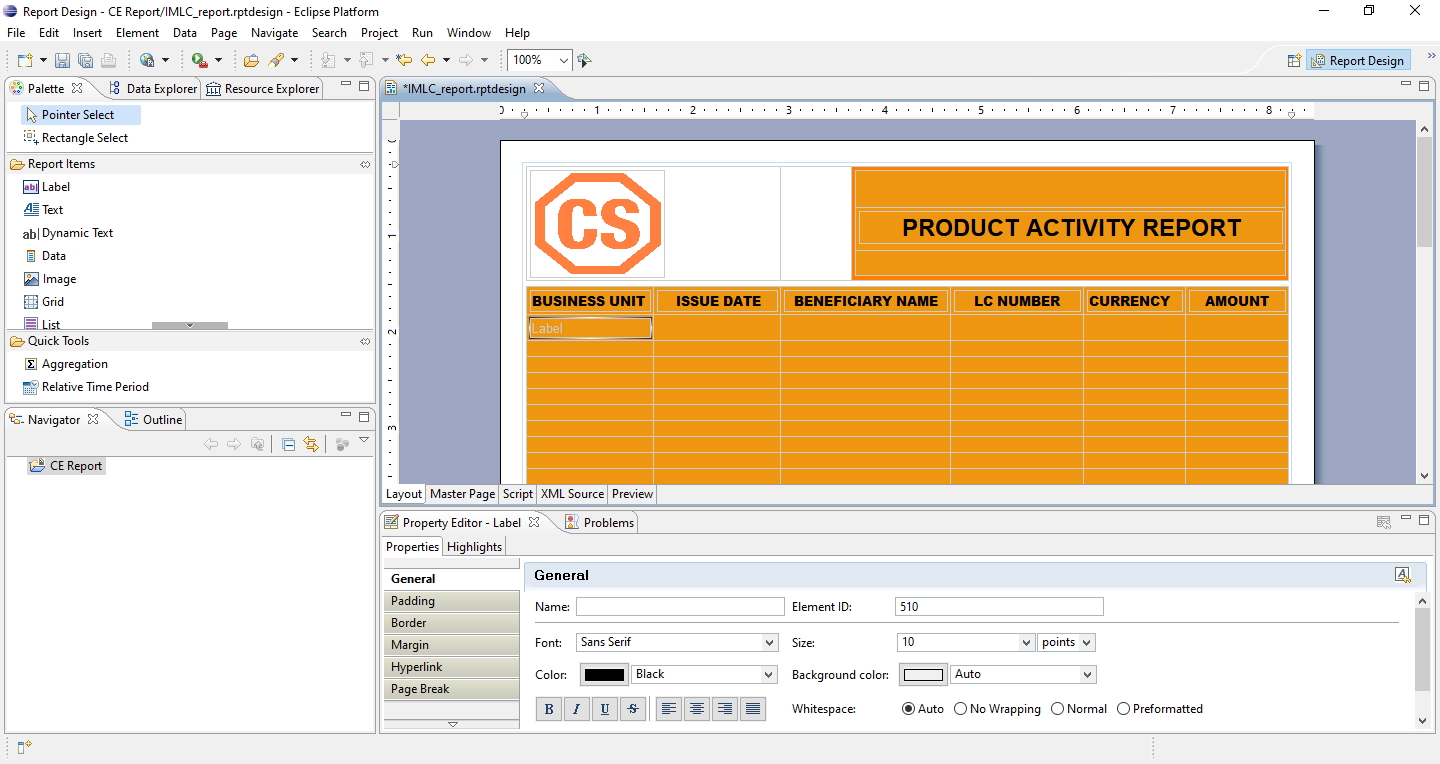 Report Design - CE Report/IMLC_report.rptdesign - Eclipse Platform
File Edit Insert Element Data Page Navigate Search Project Run Window Help
100%
Report Design
Palette
Data Explorer
Resource Explorer
*IMLC_report.rptdesign
Pointer Select
Rectangle Select
Report Items
Label
Text
Dynamic Text
Data
Image
Grid
List
Quick Tools
Aggregation
Relative Time Period
0 1 2 3 4 5 6 7 8
1
2
3
CS
PRODUCT ACTIVITY REPORT
BUSINESS UNIT ISSUE DATE BENEFICIARY NAME LC NUMBER CURRENCY AMOUNT
Label
Layout Master Page Script XML Source Preview
Navigator
Outline
CE Report
Property Editor - Label
Problems
Properties Highlights
General
Padding
Border
Margin
Hyperlink
Page Break
General
Name: Element ID: 510
Font: Sans Serif Size: 10 points
Color: Black Background color: Auto
B I U S Whitespace: Auto No Wrapping Normal Preformatted